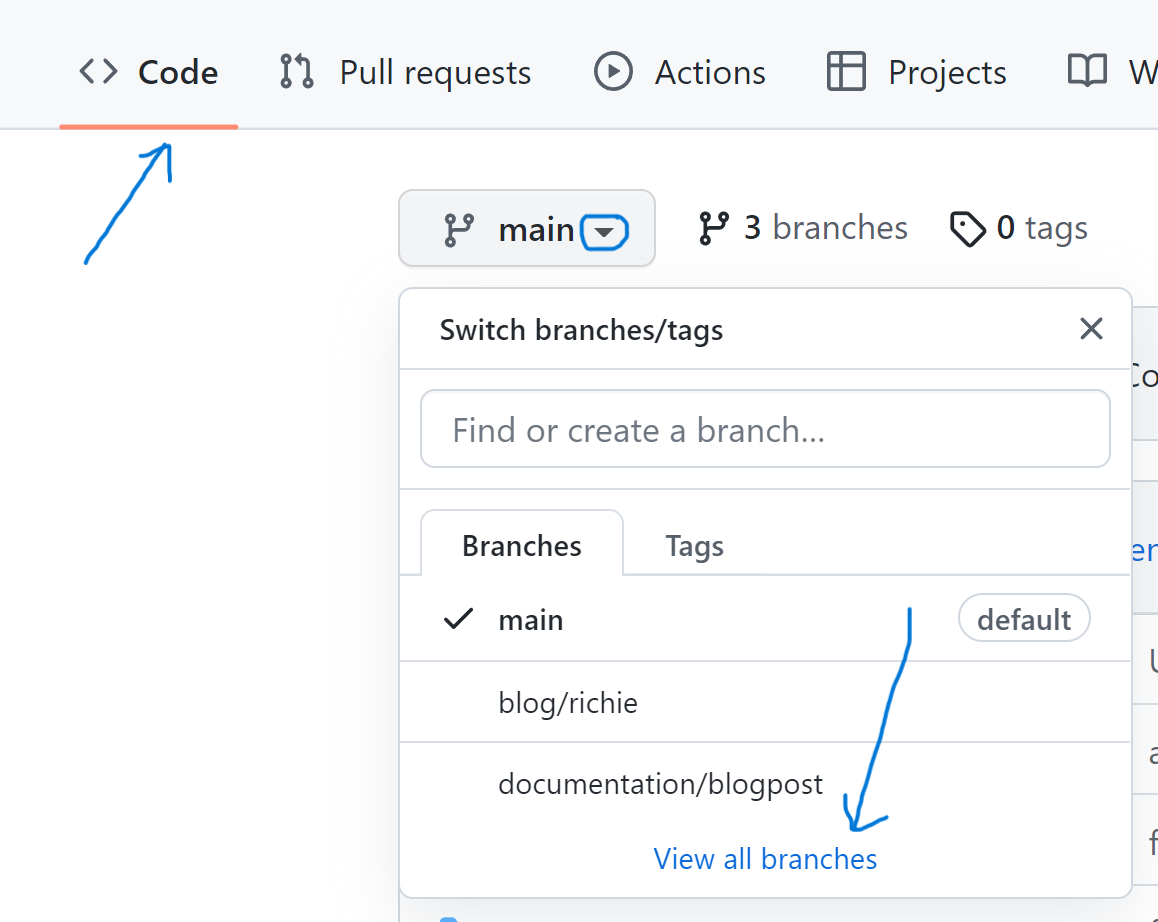 Code Pull requests Actions Projects
main 3 branches 0 tags
Switch branches/tags
Find or create a branch...
Branches Tags
main default
blog/richie
documentation/blogpost
View all branches